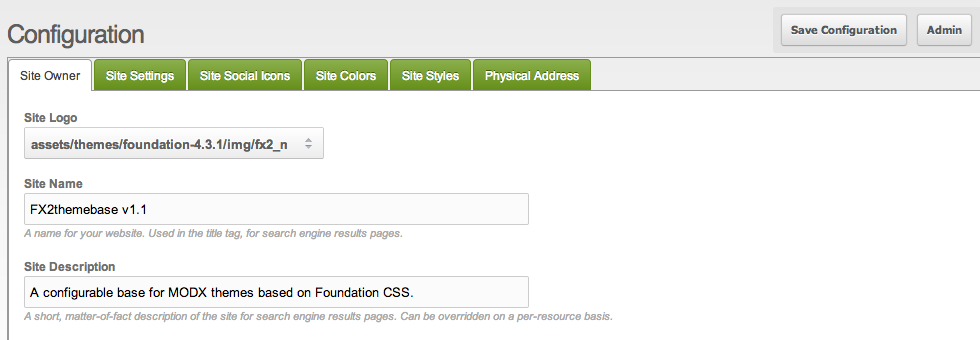 Configuration
Save Configuration
Admin
Site Owner
Site Settings
Site Social Icons
Site Colors
Site Styles
Physical Address
Site Logo
assets/themes/foundation-4.3.1/img/fx2_n
Site Name
FX2themebase v1.1
A name for your website. Used in the title tag, for search engine results pages.
Site Description
A configurable base for MODX themes based on Foundation CSS.
A short, matter-of-fact description of the site for search engine results pages. Can be overridden on a per-resource basis.